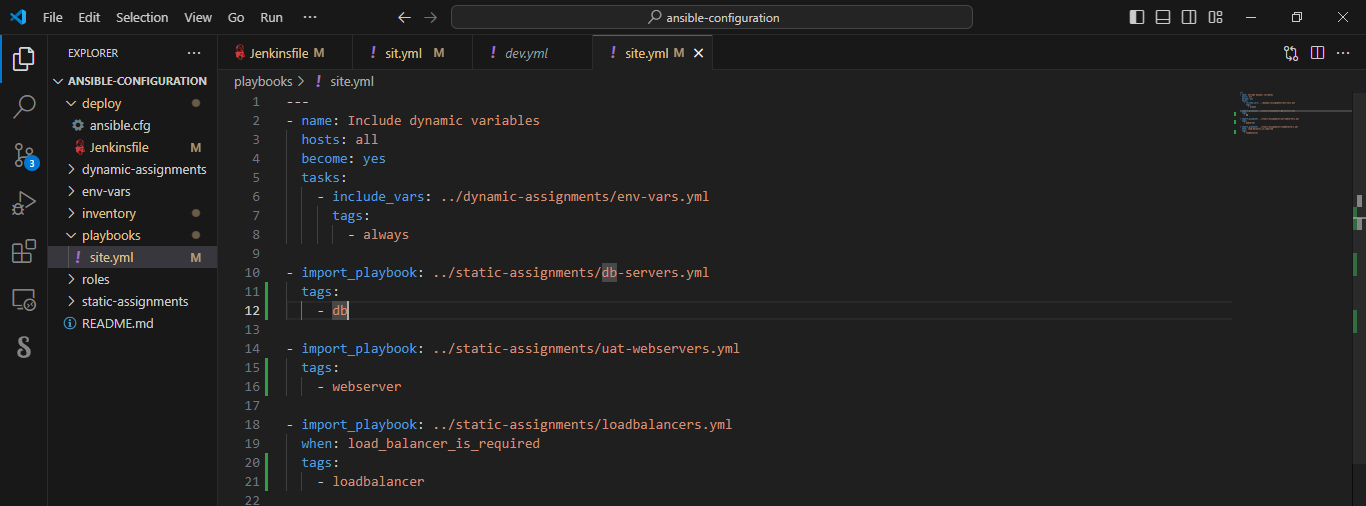 File Edit Selection View Go Run ··· ansible-configuration
EXPLORER ···
Jenkinsfile M
! sit.yml M
! dev.yml
! site.yml M
ANSIBLE-CONFIGURATION
deploy
ansible.cfg
Jenkinsfile M
dynamic-assignments
env-vars
inventory
playbooks
! site.yml M
roles
static-assignments
README.md
3
playbooks > ! site.yml
1 ---
2 - name: Include dynamic variables
3 hosts: all
4 become: yes
5 tasks:
6 - include_vars: ../dynamic-assignments/env-vars.yml
7 tags:
8 - always
9
10 - import_playbook: ../static-assignments/db-servers.yml
11 tags:
12 - db
13
14 - import_playbook: ../static-assignments/uat-webservers.yml
15 tags:
16 - webserver
17
18 - import_playbook: ../static-assignments/loadbalancers.yml
19 when: load_balancer_is_required
20 tags:
21 - loadbalancer
22